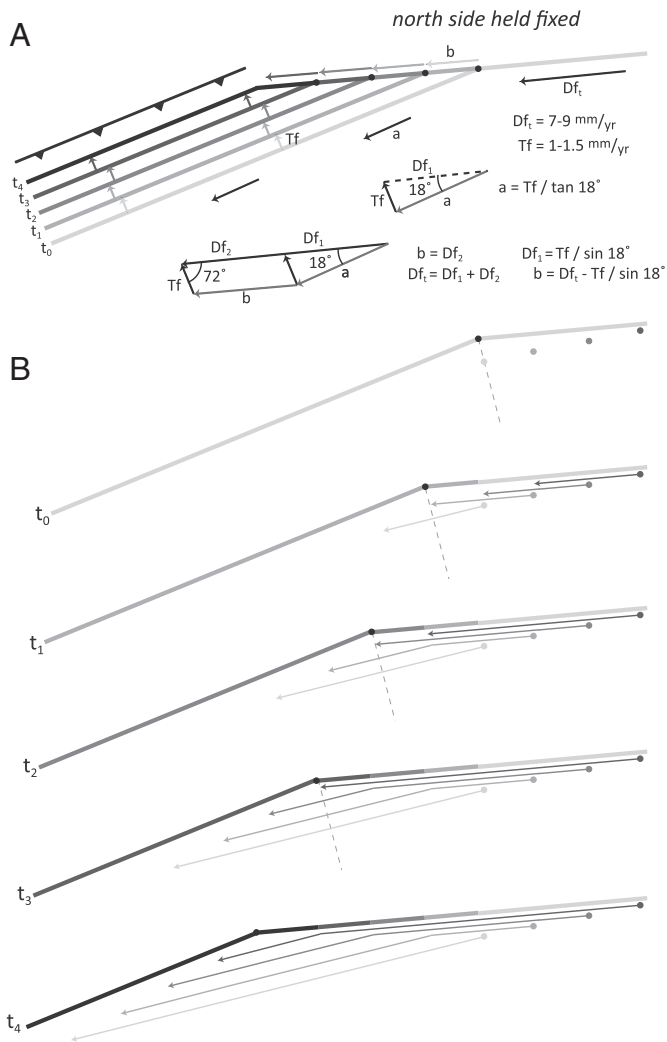 A
north side held fixed
b
Df_t
Df_t = 7-9 mm/yr
Tf = 1-1.5 mm/yr
a
Tf
t_4
t_3
t_2
t_1
t_0
Df_1
18°
Tf
a
a = Tf / tan 18°
Df_2
Df_1
72°
18°
a
Tf
b
b = Df_2
Df_1 = Tf / sin 18°
Df_t = Df_1 + Df_2
b = Df_t - Tf / sin 18°
B
t_0
t_1
t_2
t_3
t_4